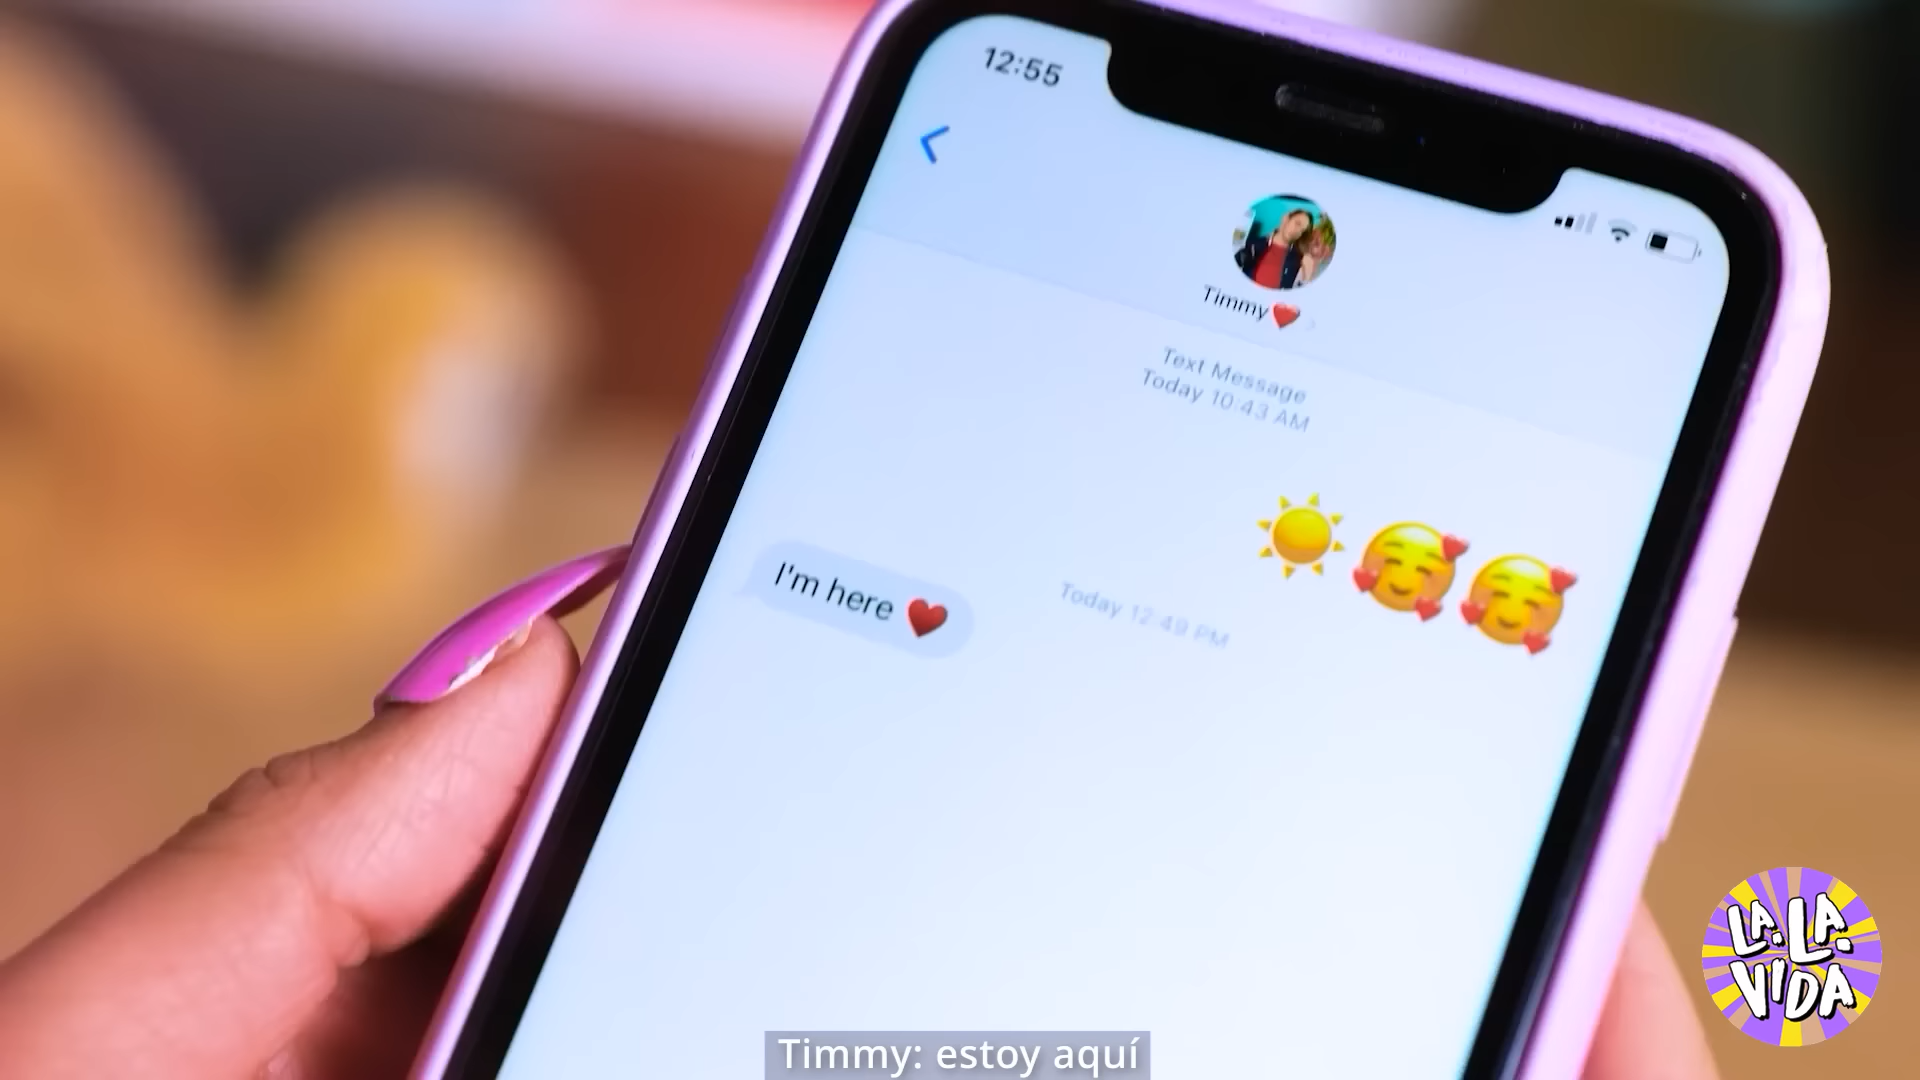 12:55
Timmy❤️
Text Message
Today 10:43 AM
☀️🥰🥰
Today 12:49 PM
I'm here ❤️
LA LA
VIDA
Timmy: estoy aquí